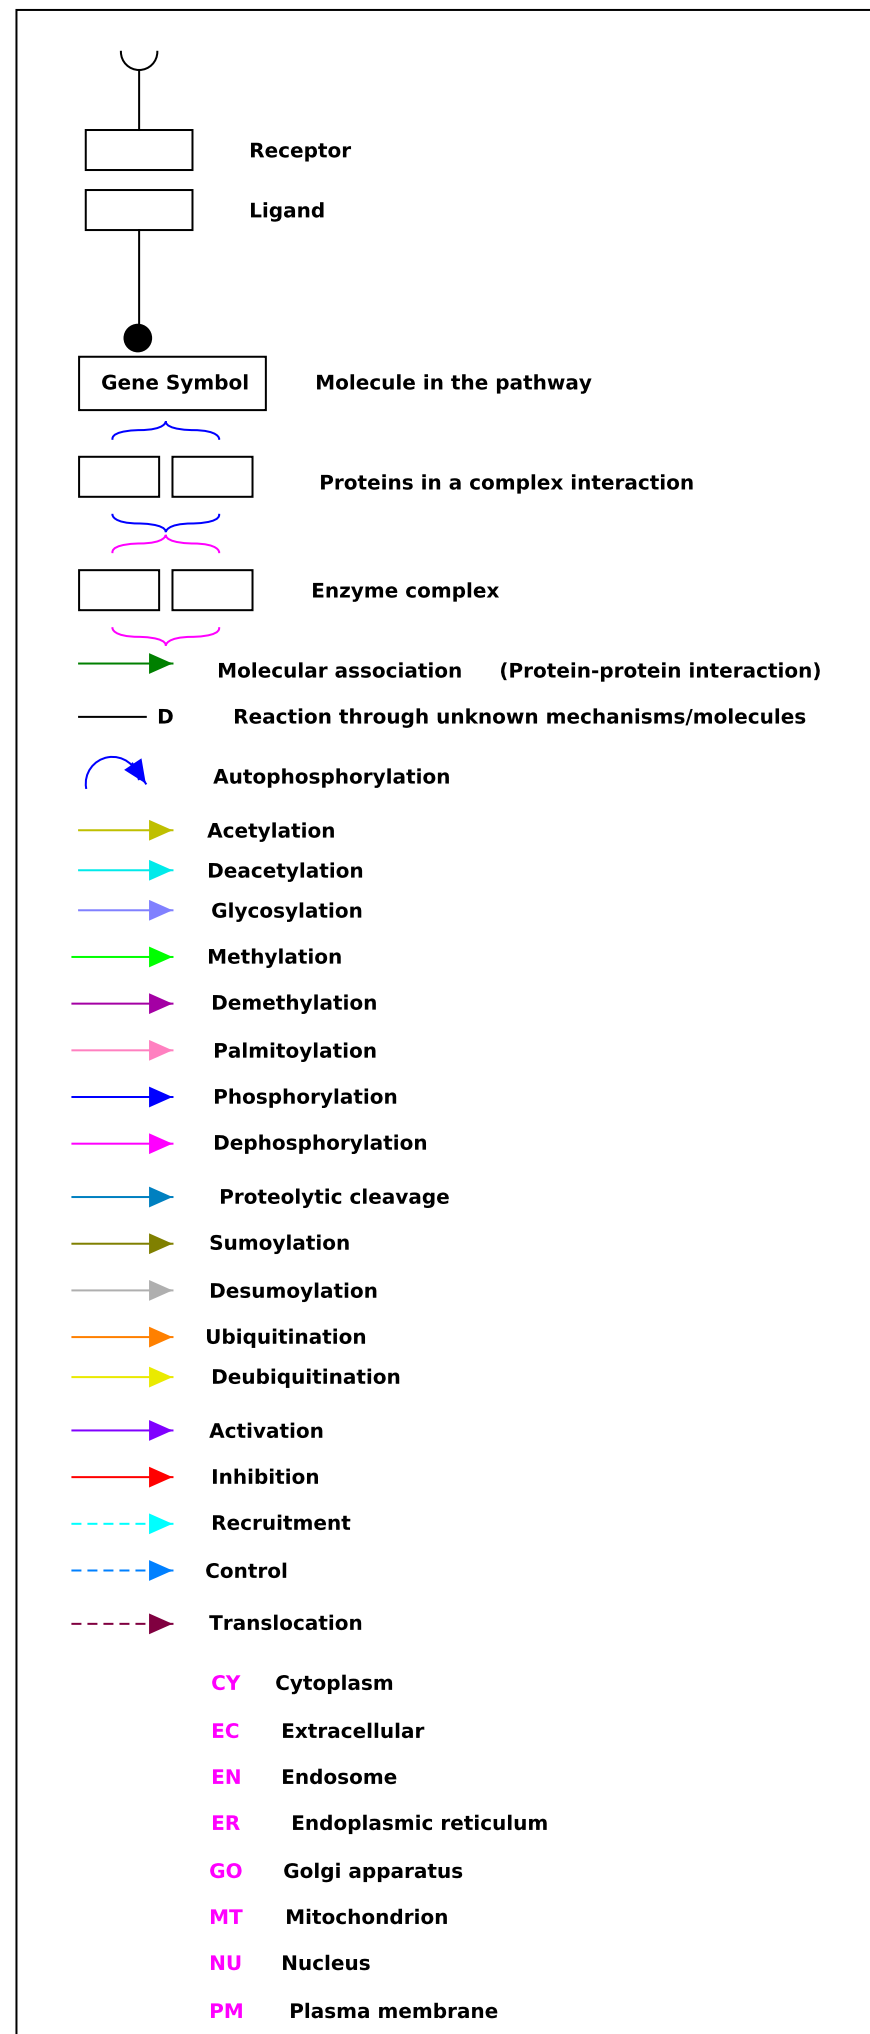 Receptor
Ligand
Gene Symbol Molecule in the pathway
Proteins in a complex interaction
Enzyme complex
Molecular association (Protein-protein interaction)
D Reaction through unknown mechanisms/molecules
Autophosphorylation
Acetylation
Deacetylation
Glycosylation
Methylation
Demethylation
Palmitoylation
Phosphorylation
Dephosphorylation
Proteolytic cleavage
Sumoylation
Desumoylation
Ubiquitination
Deubiquitination
Activation
Inhibition
Recruitment
Control
Translocation
CY Cytoplasm
EC Extracellular
EN Endosome
ER Endoplasmic reticulum
GO Golgi apparatus
MT Mitochondrion
NU Nucleus
PM Plasma membrane